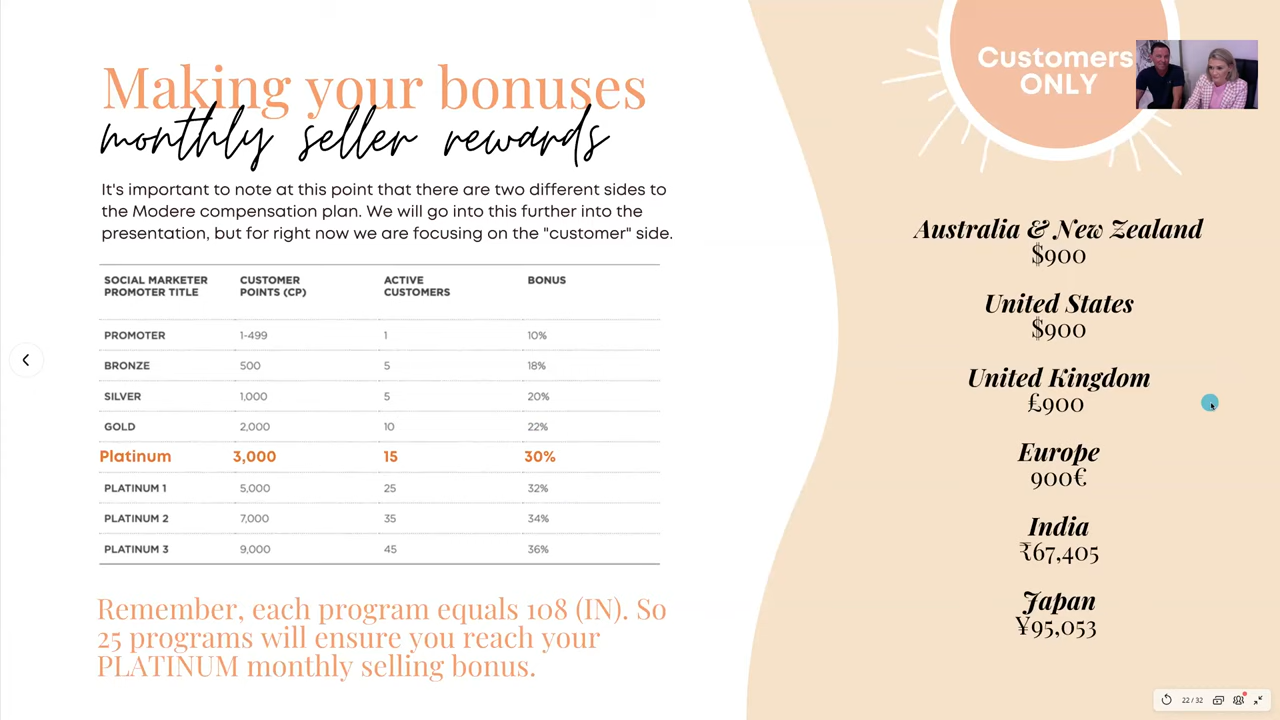 Making your bonuses
monthly seller rewards
It's important to note at this point that there are two different sides to
the Modere compensation plan. We will go into this further into the
presentation, but for right now we are focusing on the "customer" side.
SOCIAL MARKETER PROMOTER TITLE CUSTOMER POINTS (CP) ACTIVE CUSTOMERS BONUS
PROMOTER 1-499 1 10%
BRONZE 500 5 18%
SILVER 1,000 5 20%
GOLD 2,000 10 22%
Platinum 3,000 15 30%
PLATINUM 1 5,000 25 32%
PLATINUM 2 7,000 35 34%
PLATINUM 3 9,000 45 36%
Remember, each program equals 108 (IN). So
25 programs will ensure you reach your
PLATINUM monthly selling bonus.
Customers
ONLY
Australia & New Zealand
$900
United States
$900
United Kingdom
£900
Europe
900€
India
₹67,405
Japan
¥95,053
22 / 32